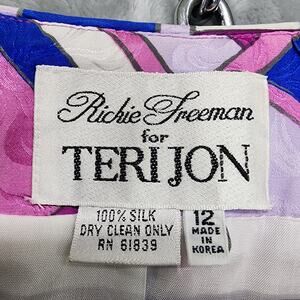 Rickie Freeman
for
TERI JON
100% SILK
DRY CLEAN ONLY
RN 61839
12
MADE
IN
KOREA